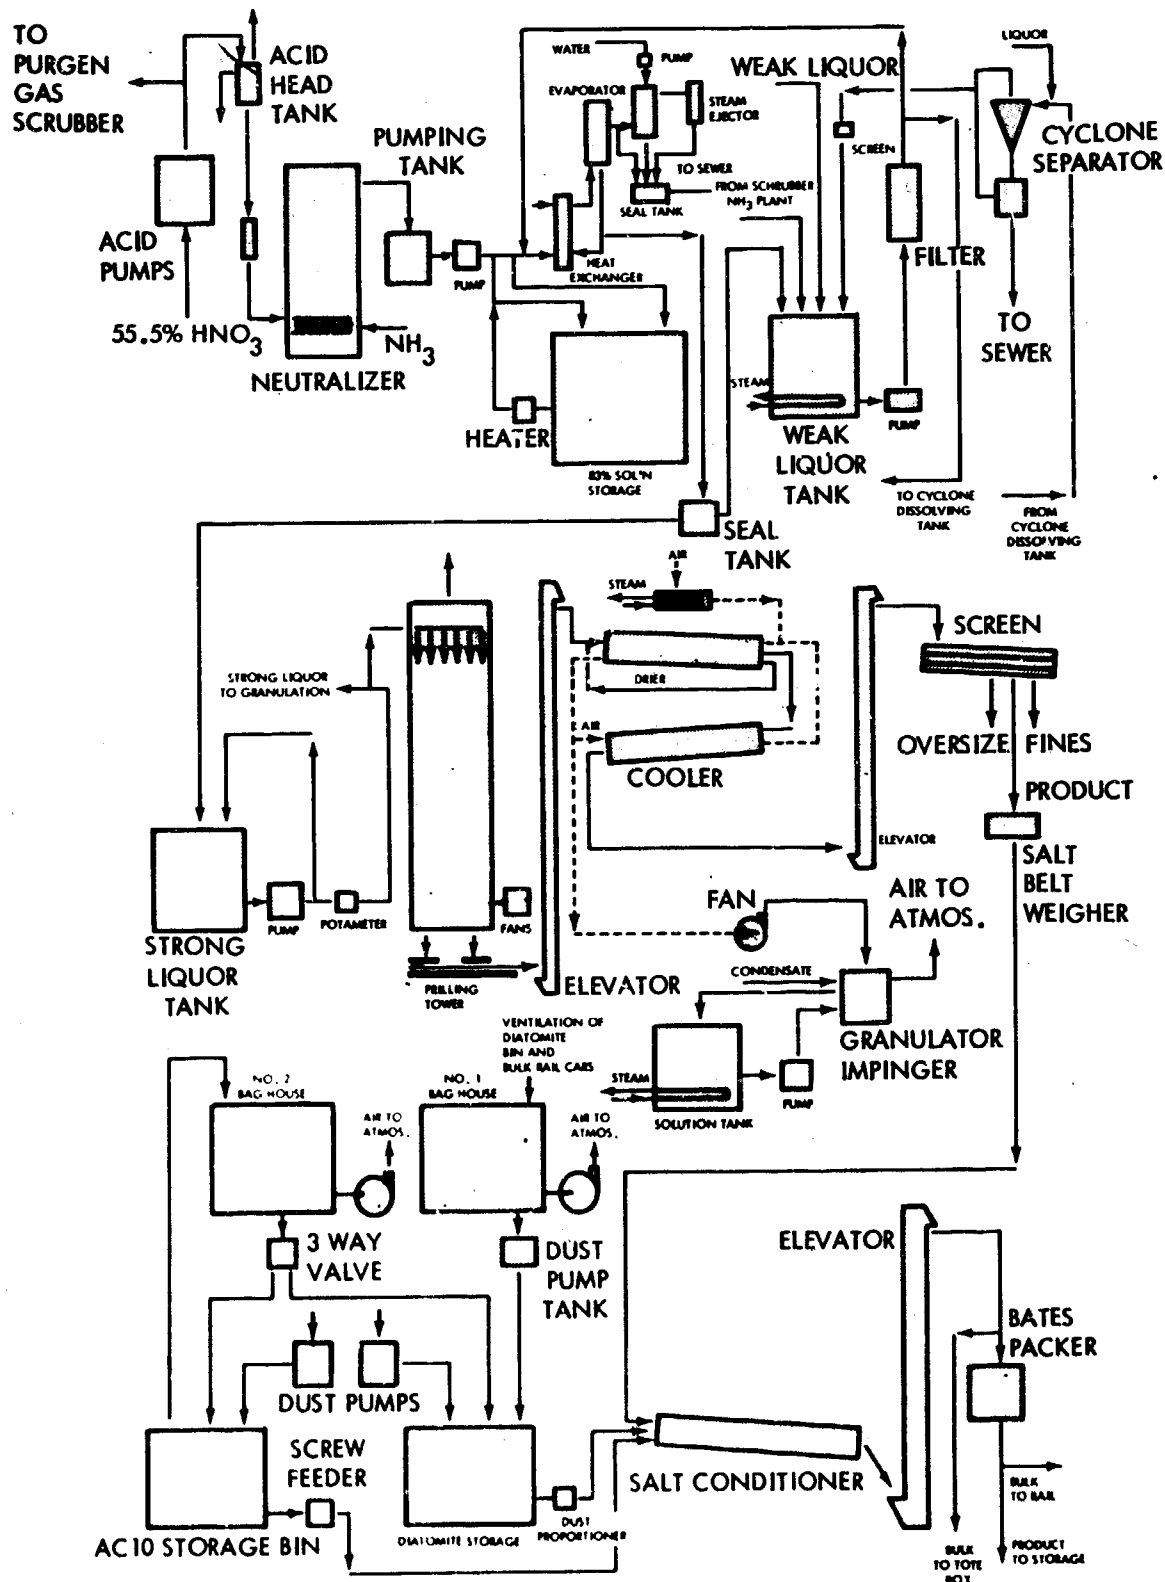 TO
PURGEN
GAS
SCRUBBER
ACID
HEAD
TANK
ACID
PUMPS
55.5% HNO3
PUMPING
TANK
PUMP
NEUTRALIZER
NH3
WATER
PUMP
EVAPORATOR
STEAM
EJECTOR
TO SEWER
SEAL TANK
FROM SCHRUBBER
NH3 PLANT
HEAT
EXCHANGER
HEATER
83% SOL'N
STORAGE
WEAK LIQUOR
SCREEN
LIQUOR
CYCLONE
SEPARATOR
FILTER
TO
SEWER
STEAM
WEAK
LIQUOR
TANK
PUMP
TO CYCLONE
DISSOLVING
TANK
FROM
CYCLONE
DISSOLVING
TANK
SEAL
TANK
AIR
STEAM
DRIER
AIR
COOLER
STRONG LIQUOR
TO GRANULATION
SCREEN
OVERSIZE
FINES
PRODUCT
ELEVATOR
SALT
BELT
WEIGHER
STRONG
LIQUOR
TANK
PUMP
POTAMETER
FANS
PRILLING
TOWER
ELEVATOR
FAN
AIR TO
ATMOS.
CONDENSATE
GRANULATOR
IMPINGER
STEAM
SOLUTION TANK
PUMP
VENTILATION OF
DIATOMITE
BIN AND
BULK RAIL CARS
NO. 2
BAG HOUSE
AIR TO
ATMOS.
NO. 1
BAG HOUSE
AIR TO
ATMOS.
3 WAY
VALVE
DUST
PUMP
TANK
DUST PUMPS
ELEVATOR
BATES
PACKER
SCREW
FEEDER
AC10 STORAGE BIN
DIATOMITE STORAGE
DUST
PROPORTIONER
SALT CONDITIONER
BULK
TO RAIL
BULK
TO TOTE
BOX
PRODUCT
TO STORAGE